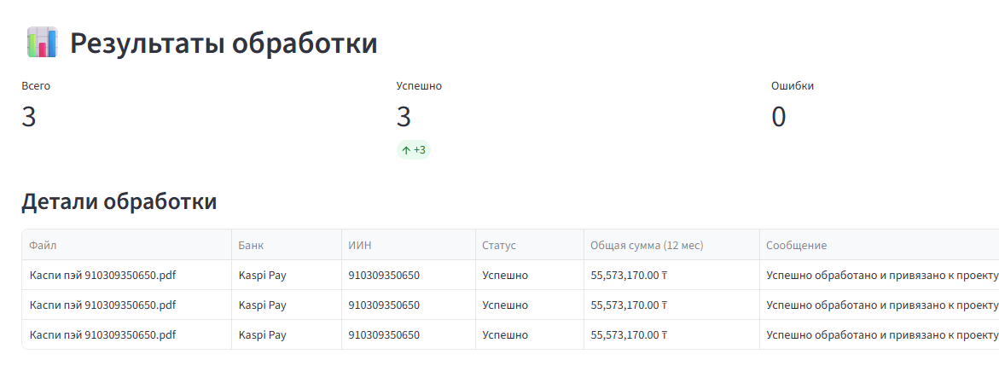 Результаты обработки
Всего Успешно Ошибки
3 3 0
+3
Детали обработки
Файл Банк ИИН Статус Общая сумма (12 мес) Сообщение
Каспи пэй 910309350650.pdf Kaspi Pay 910309350650 Успешно 55,573,170.00 ₸ Успешно обработано и привязано к проекту
Каспи пэй 910309350650.pdf Kaspi Pay 910309350650 Успешно 55,573,170.00 ₸ Успешно обработано и привязано к проекту
Каспи пэй 910309350650.pdf Kaspi Pay 910309350650 Успешно 55,573,170.00 ₸ Успешно обработано и привязано к проекту